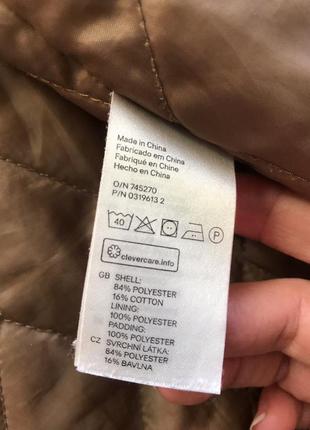 Made in China
Fabricado em China
Fabriqué en Chine
Hecho en China
O/N 745270
P/N 0319613 2
40 P
clevercare.info
GB SHELL:
84% POLYESTER
16% COTTON
LINING:
100% POLYESTER
PADDING:
100% POLYESTER
CZ SVRCHNÍ LÁTKA:
84% POLYESTER
16% BAVLNA